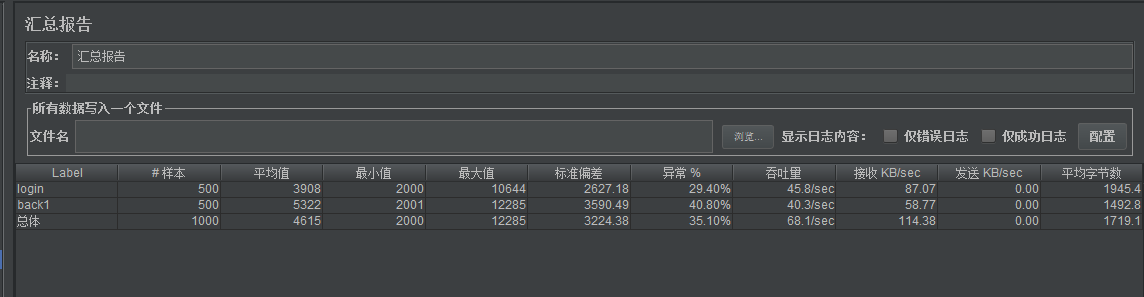 汇总报告
名称： 汇总报告
注释：
所有数据写入一个文件
文件名 浏览... 显示日志内容： 仅错误日志 仅成功日志 配置
Label # 样本 平均值 最小值 最大值 标准偏差 异常 % 吞吐量 接收 KB/sec 发送 KB/sec 平均字节数
login 500 3908 2000 10644 2627.18 29.40% 45.8/sec 87.07 0.00 1945.4
back1 500 5322 2001 12285 3590.49 40.80% 40.3/sec 58.77 0.00 1492.8
总体 1000 4615 2000 12285 3224.38 35.10% 68.1/sec 114.38 0.00 1719.1